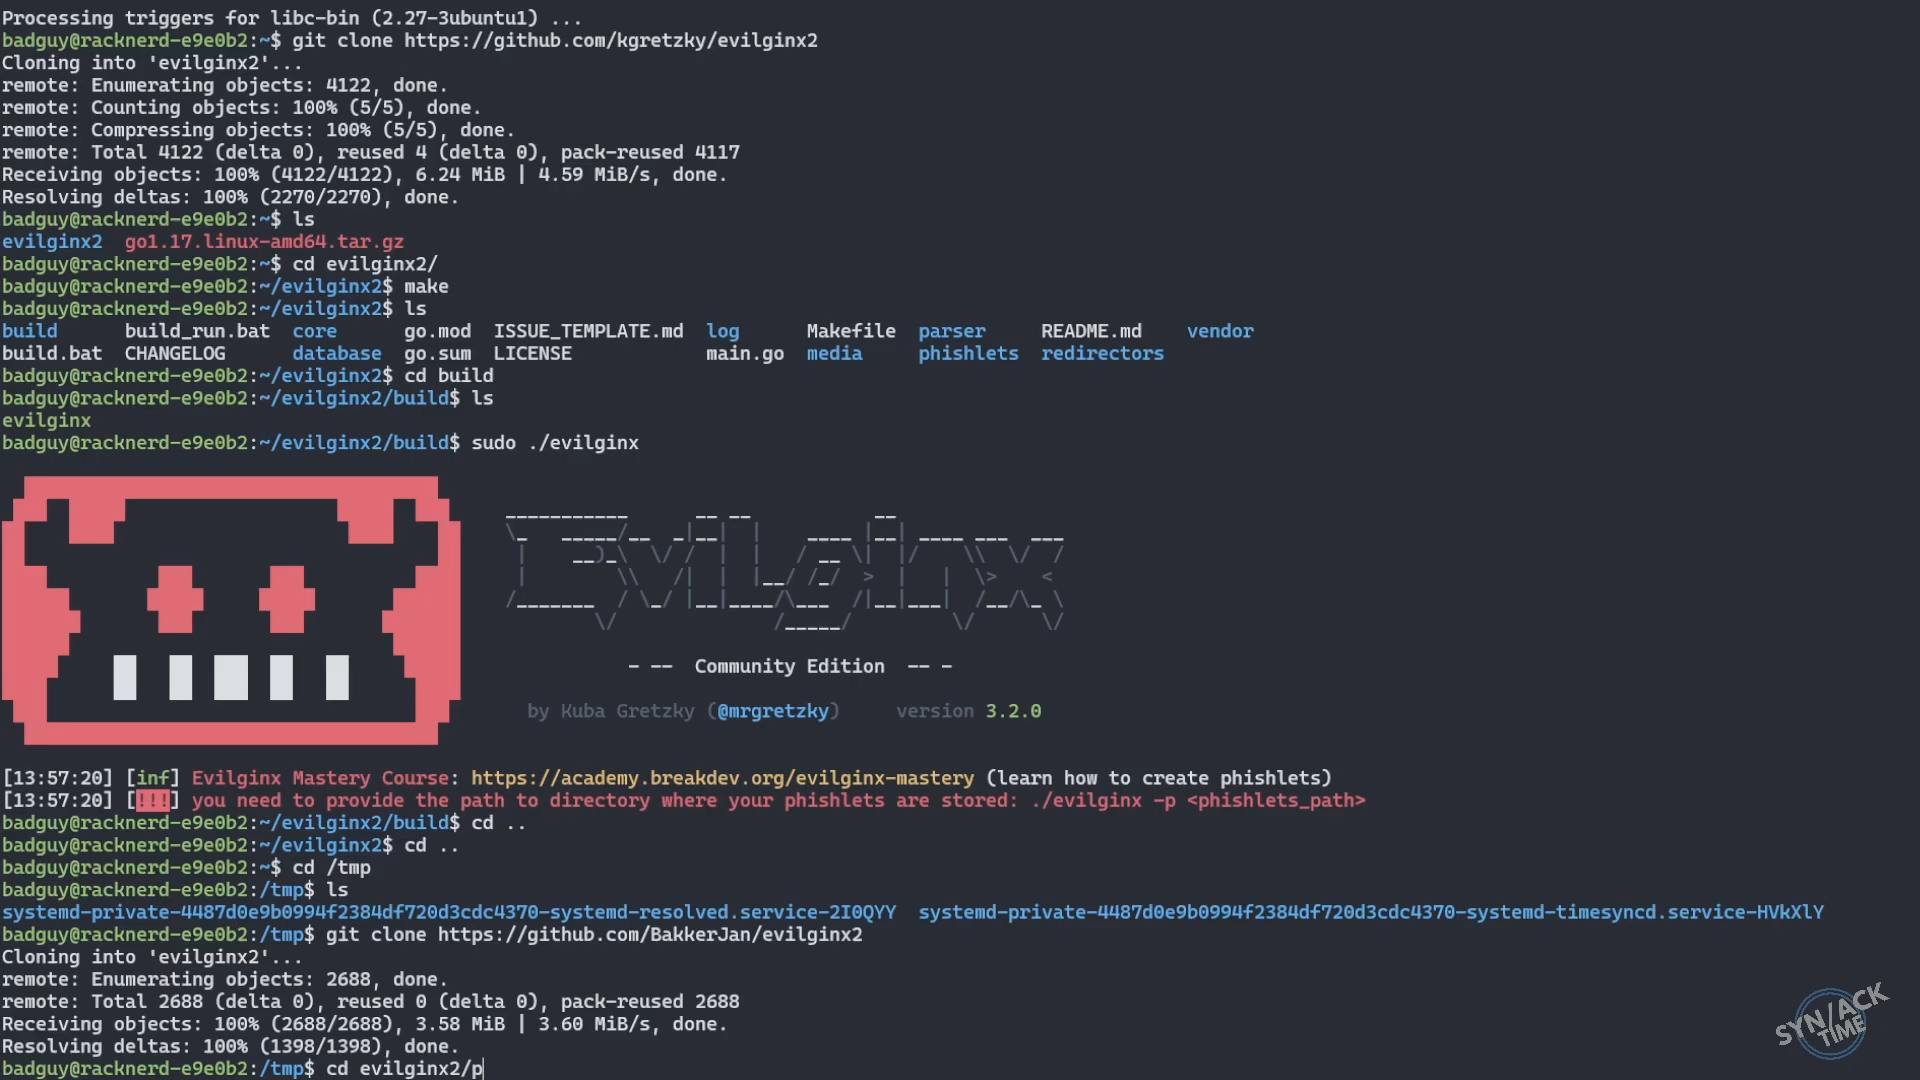 Processing triggers for libc-bin (2.27-3ubuntu1) ...
badguy@racknerd-e9e0b2:~$ git clone https://github.com/kgretzky/evilginx2
Cloning into 'evilginx2'...
remote: Enumerating objects: 4122, done.
remote: Counting objects: 100% (5/5), done.
remote: Compressing objects: 100% (5/5), done.
remote: Total 4122 (delta 0), reused 4 (delta 0), pack-reused 4117
Receiving objects: 100% (4122/4122), 6.24 MiB | 4.59 MiB/s, done.
Resolving deltas: 100% (2270/2270), done.
badguy@racknerd-e9e0b2:~$ ls
evilginx2  go1.17.linux-amd64.tar.gz
badguy@racknerd-e9e0b2:~$ cd evilginx2/
badguy@racknerd-e9e0b2:~/evilginx2$ make
badguy@racknerd-e9e0b2:~/evilginx2$ ls
build      build_run.bat  core      go.mod  ISSUE_TEMPLATE.md  log      Makefile  parser     README.md    vendor
build.bat  CHANGELOG      database  go.sum  LICENSE            main.go  media     phishlets  redirectors
badguy@racknerd-e9e0b2:~/evilginx2$ cd build
badguy@racknerd-e9e0b2:~/evilginx2/build$ ls
evilginx
badguy@racknerd-e9e0b2:~/evilginx2/build$ sudo ./evilginx
Evilginx
- --  Community Edition  -- -
by Kuba Gretzky (@mrgretzky)     version 3.2.0
[13:57:20] [inf] Evilginx Mastery Course: https://academy.breakdev.org/evilginx-mastery (learn how to create phishlets)
[13:57:20] [!!!] you need to provide the path to directory where your phishlets are stored: ./evilginx -p <phishlets_path>
badguy@racknerd-e9e0b2:~/evilginx2/build$ cd ..
badguy@racknerd-e9e0b2:~/evilginx2$ cd ..
badguy@racknerd-e9e0b2:~$ cd /tmp
badguy@racknerd-e9e0b2:/tmp$ ls
systemd-private-4487d0e9b0994f2384df720d3cdc4370-systemd-resolved.service-2I0QYY  systemd-private-4487d0e9b0994f2384df720d3cdc4370-systemd-timesyncd.service-HVkXlY
badguy@racknerd-e9e0b2:/tmp$ git clone https://github.com/BakkerJan/evilginx2
Cloning into 'evilginx2'...
remote: Enumerating objects: 2688, done.
remote: Total 2688 (delta 0), reused 0 (delta 0), pack-reused 2688
Receiving objects: 100% (2688/2688), 3.58 MiB | 3.60 MiB/s, done.
Resolving deltas: 100% (1398/1398), done.
badguy@racknerd-e9e0b2:/tmp$ cd evilginx2/p
SYN/ACK
TIME